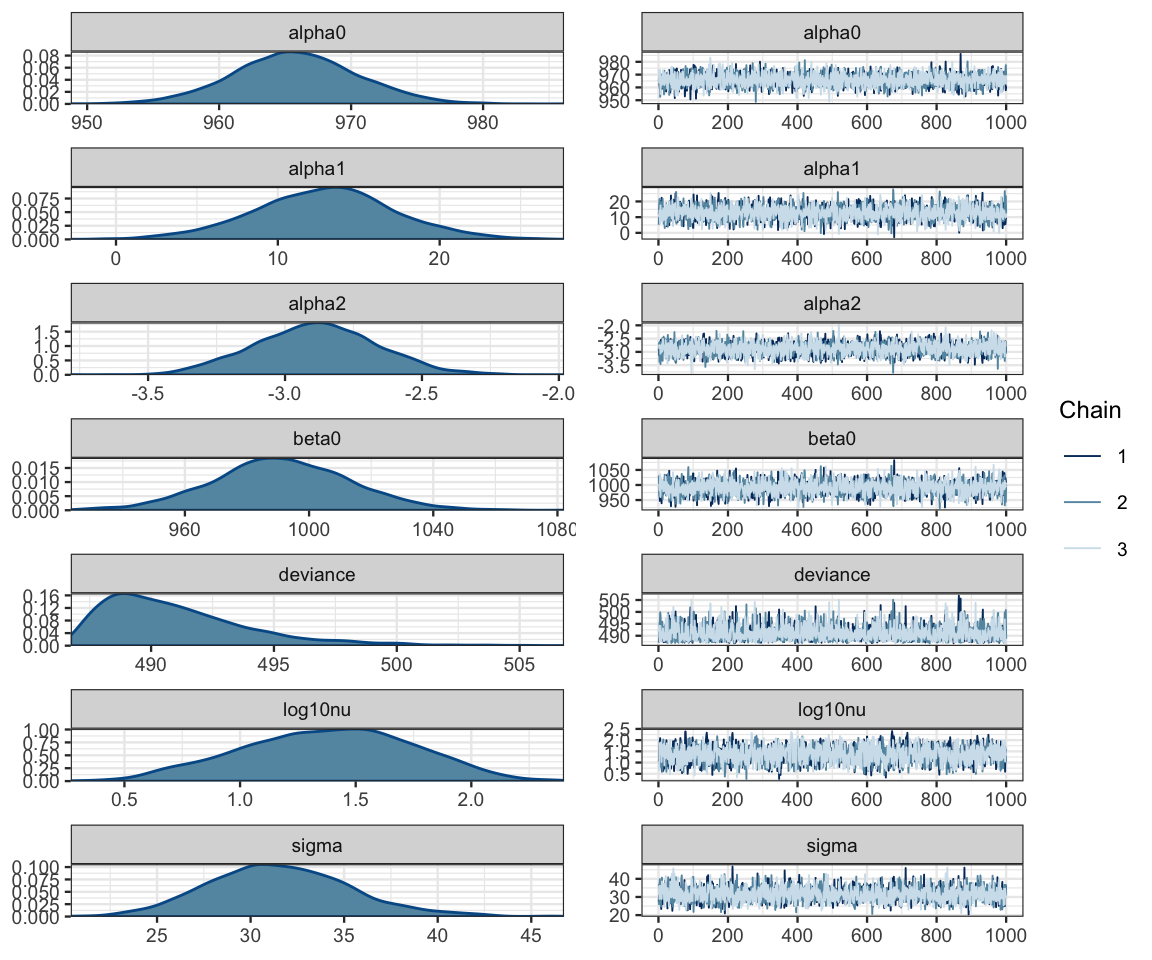 alpha0 alpha0
0.08
0.06
0.04
0.02
0.00
950 960 970 980
980
970
960
950
0 200 400 600 800 1000
alpha1 alpha1
0.075
0.050
0.025
0.000
0 10 20
20
10
0
0 200 400 600 800 1000
alpha2 alpha2
1.5
1.0
0.5
0.0
-3.5 -3.0 -2.5 -2.0
-2.0
-2.5
-3.0
-3.5
0 200 400 600 800 1000
Chain
1
2
3
beta0 beta0
0.015
0.010
0.005
0.000
960 1000 1040 1080
1050
1000
950
0 200 400 600 800 1000
deviance deviance
0.16
0.12
0.08
0.04
0.00
490 495 500 505
505
500
495
490
0 200 400 600 800 1000
log10nu log10nu
1.00
0.75
0.50
0.25
0.00
0.5 1.0 1.5 2.0
2.5
2.0
1.5
1.0
0.5
0 200 400 600 800 1000
sigma sigma
0.100
0.075
0.050
0.025
0.000
25 30 35 40 45
40
30
20
0 200 400 600 800 1000